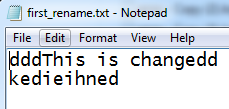 first_rename.txt - Notepad
File Edit Format View Help
dddThis is changedd
kedieihned